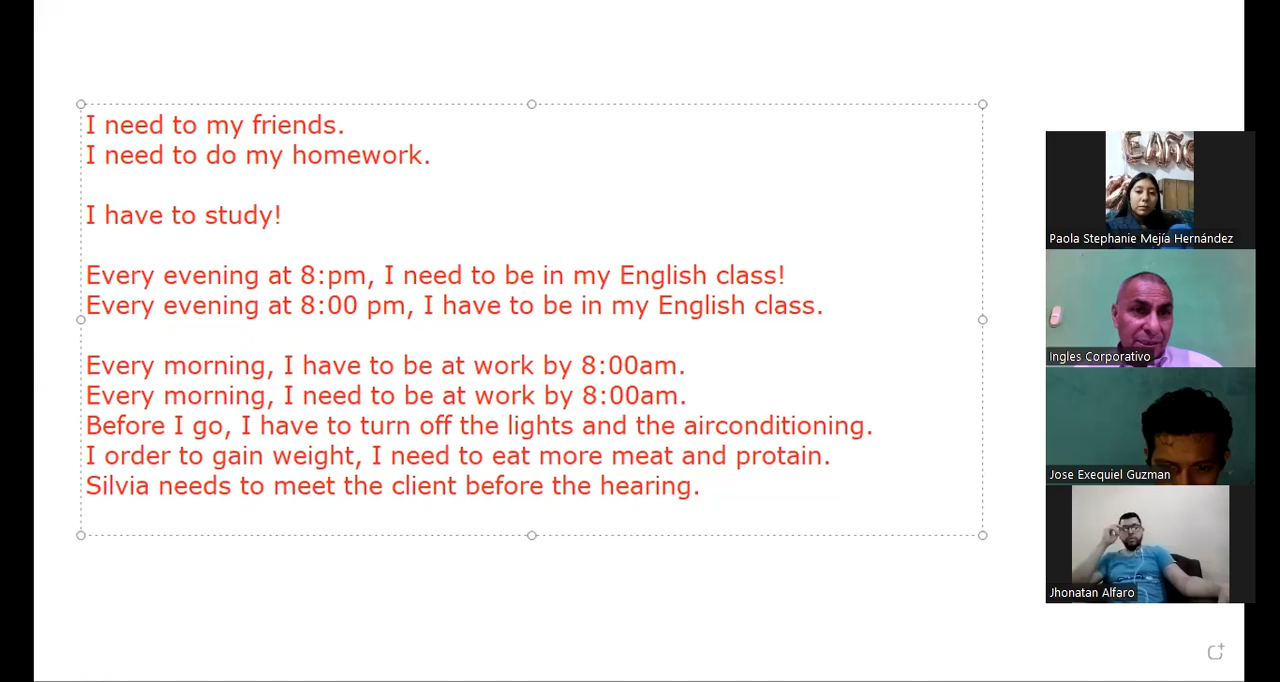 I need to my friends.
I need to do my homework.
I have to study!
Every evening at 8:pm, I need to be in my English class!
Every evening at 8:00 pm, I have to be in my English class.
Every morning, I have to be at work by 8:00am.
Every morning, I need to be at work by 8:00am.
Before I go, I have to turn off the lights and the airconditioning.
I order to gain weight, I need to eat more meat and protain.
Silvia needs to meet the client before the hearing.
EAÑO
Paola Stephanie Mejía Hernández
Ingles Corporativo
Jose Exequiel Guzman
Jhonatan Alfaro